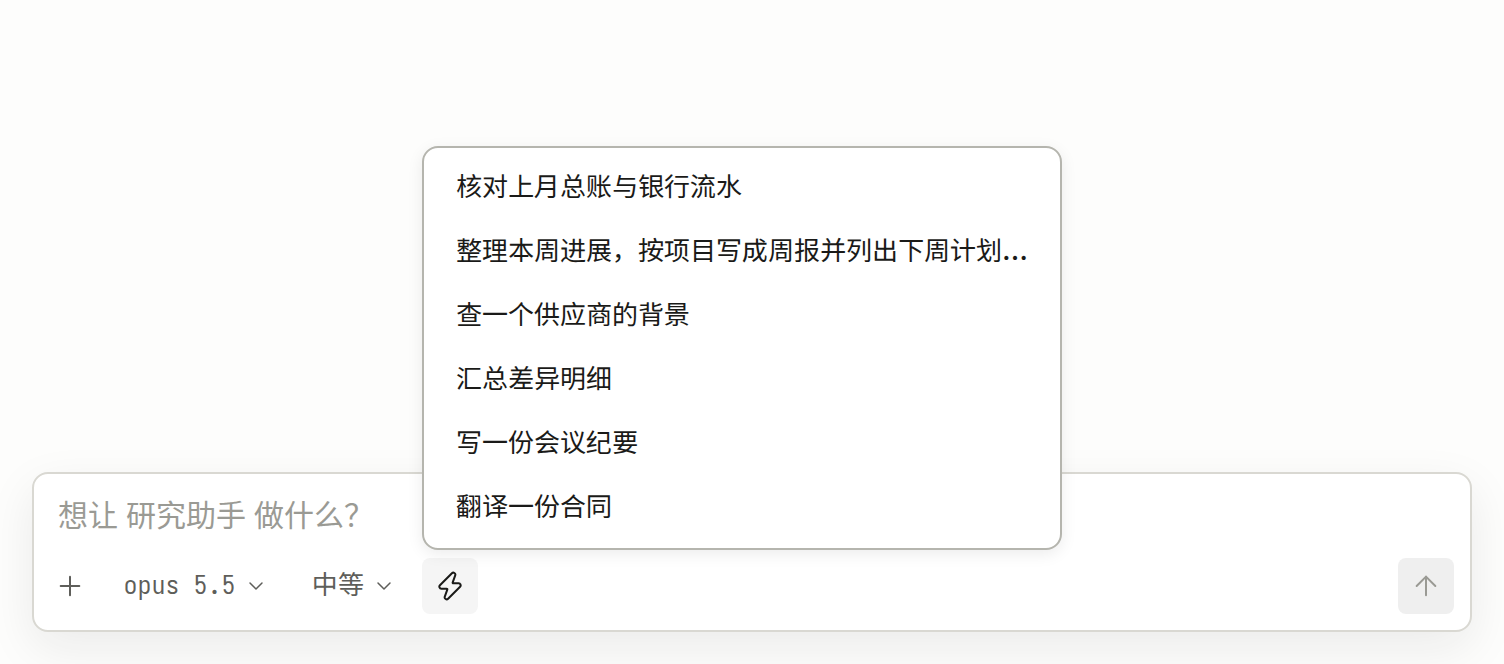 核对上月总账与银行流水
整理本周进展，按项目写成周报并列出下周计划...
查一个供应商的背景
汇总差异明细
写一份会议纪要
翻译一份合同
想让 研究助手 做什么？
opus 5.5 中等